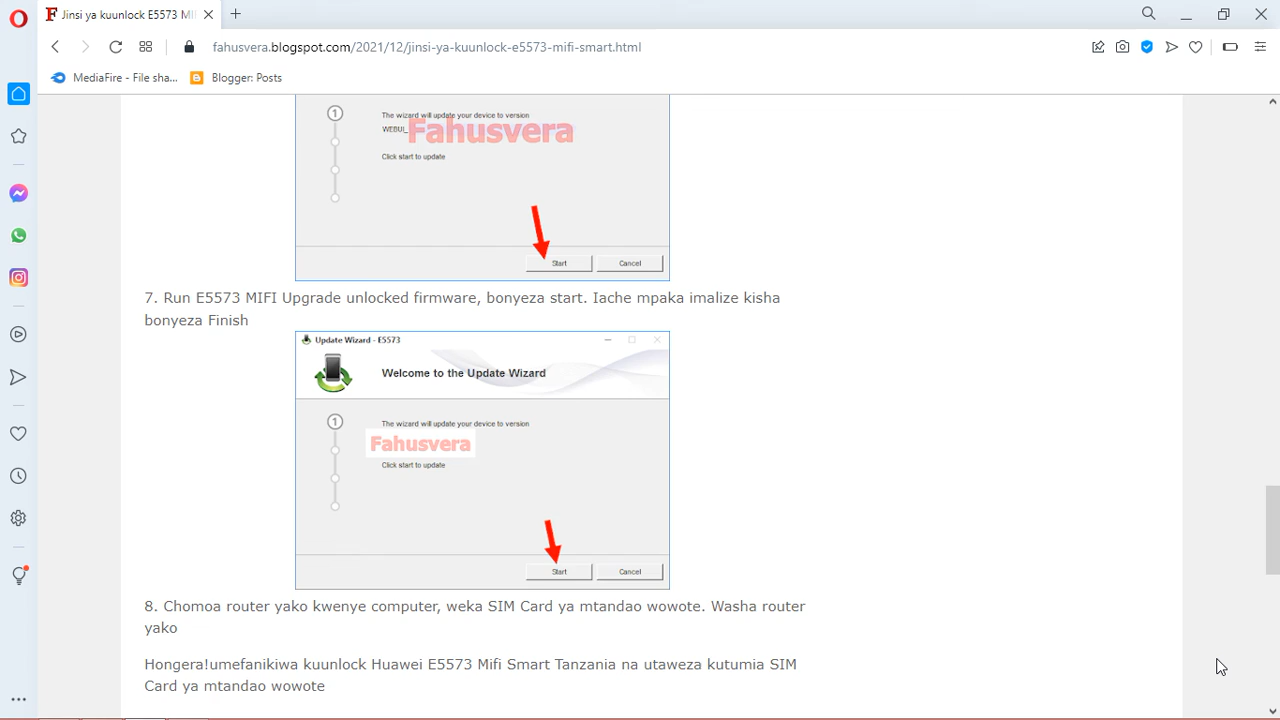 Jinsi ya kuunlock E5573 MI
fahusvera.blogspot.com/2021/12/jinsi-ya-kuunlock-e5573-mifi-smart.html
MediaFire - File sha...
Blogger: Posts
1
The wizard will update your device to version
WEBUI_
Fahusvera
Click start to update
Start
Cancel
7. Run E5573 MIFI Upgrade unlocked firmware, bonyeza start. Iache mpaka imalize kisha
bonyeza Finish
Update Wizard - E5573
Welcome to the Update Wizard
1
The wizard will update your device to version
Fahusvera
Click start to update
Start
Cancel
8. Chomoa router yako kwenye computer, weka SIM Card ya mtandao wowote. Washa router
yako
Hongera!umefanikiwa kuunlock Huawei E5573 Mifi Smart Tanzania na utaweza kutumia SIM
Card ya mtandao wowote